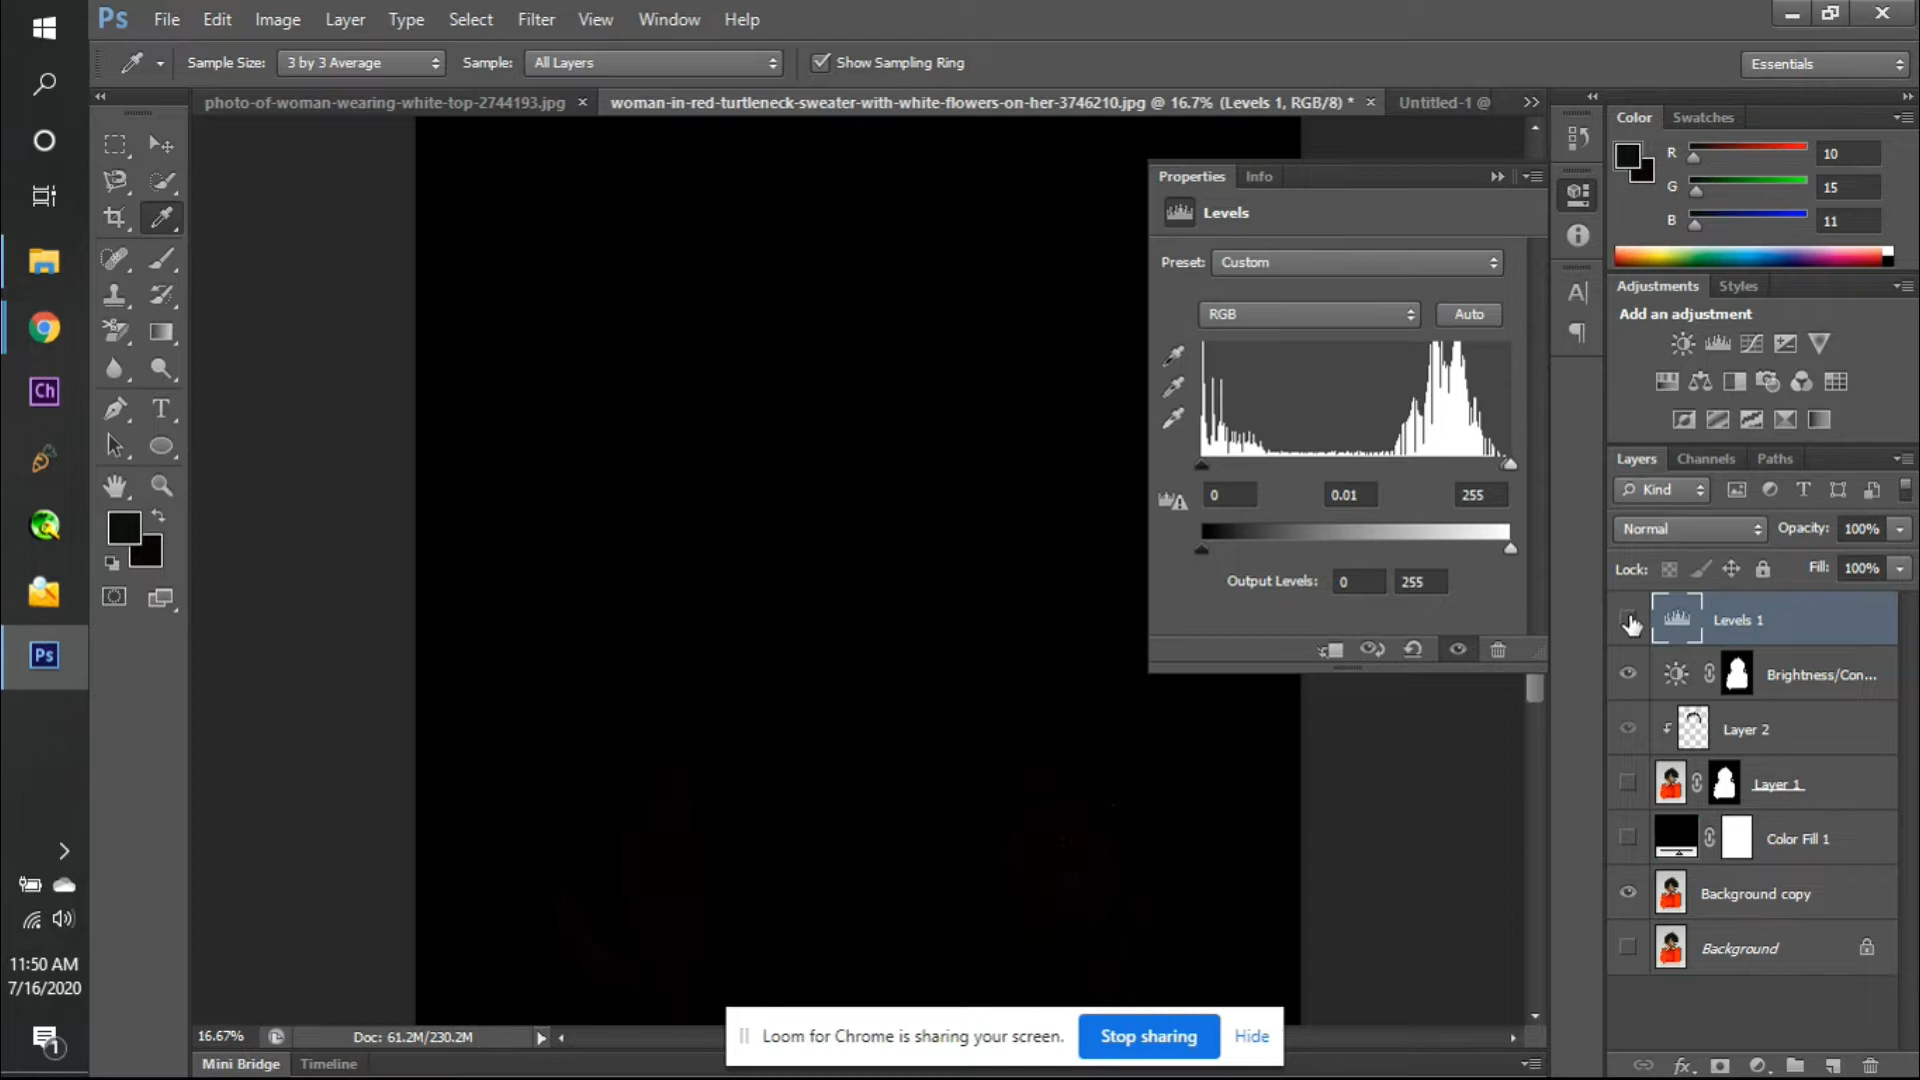 Ps File Edit Image Layer Type Select Filter View Window Help
Sample Size: 3 by 3 Average Sample: All Layers Show Sampling Ring Essentials
photo-of-woman-wearing-white-top-2744193.jpg × woman-in-red-turtleneck-sweater-with-white-flowers-on-her-3746210.jpg @ 16.7% (Levels 1, RGB/8) * × Untitled-1 @
Color Swatches
R 10
G 15
B 11
Properties Info
Levels
Preset: Custom
RGB Auto
0 0.01 255
Output Levels: 0 255
Adjustments Styles
Add an adjustment
Layers Channels Paths
Kind
Normal Opacity: 100%
Lock: Fill: 100%
Levels 1
Brightness/Con...
Layer 2
Layer 1
Color Fill 1
Background copy
Background
Ch
Ps
11:50 AM
7/16/2020
1
16.67% Doc: 61.2M/230.2M
Loom for Chrome is sharing your screen. Stop sharing Hide
Mini Bridge Timeline